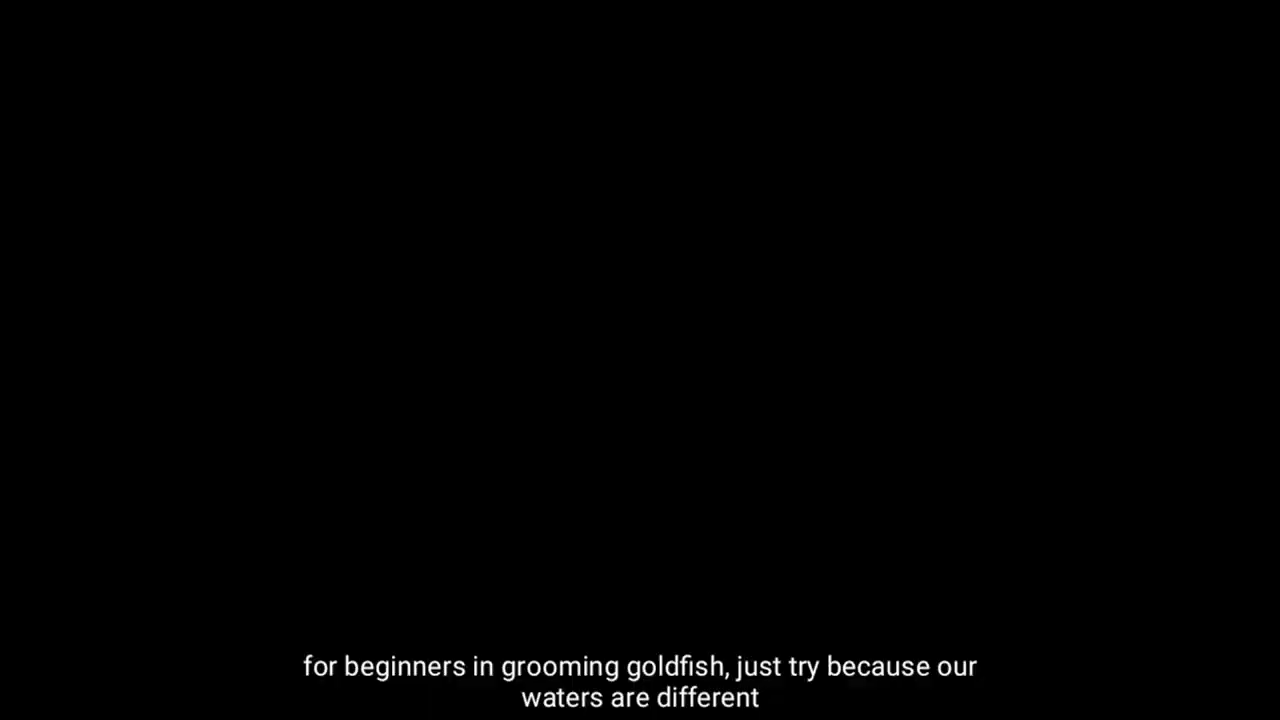 for beginners in grooming goldfish, just try because our
waters are different